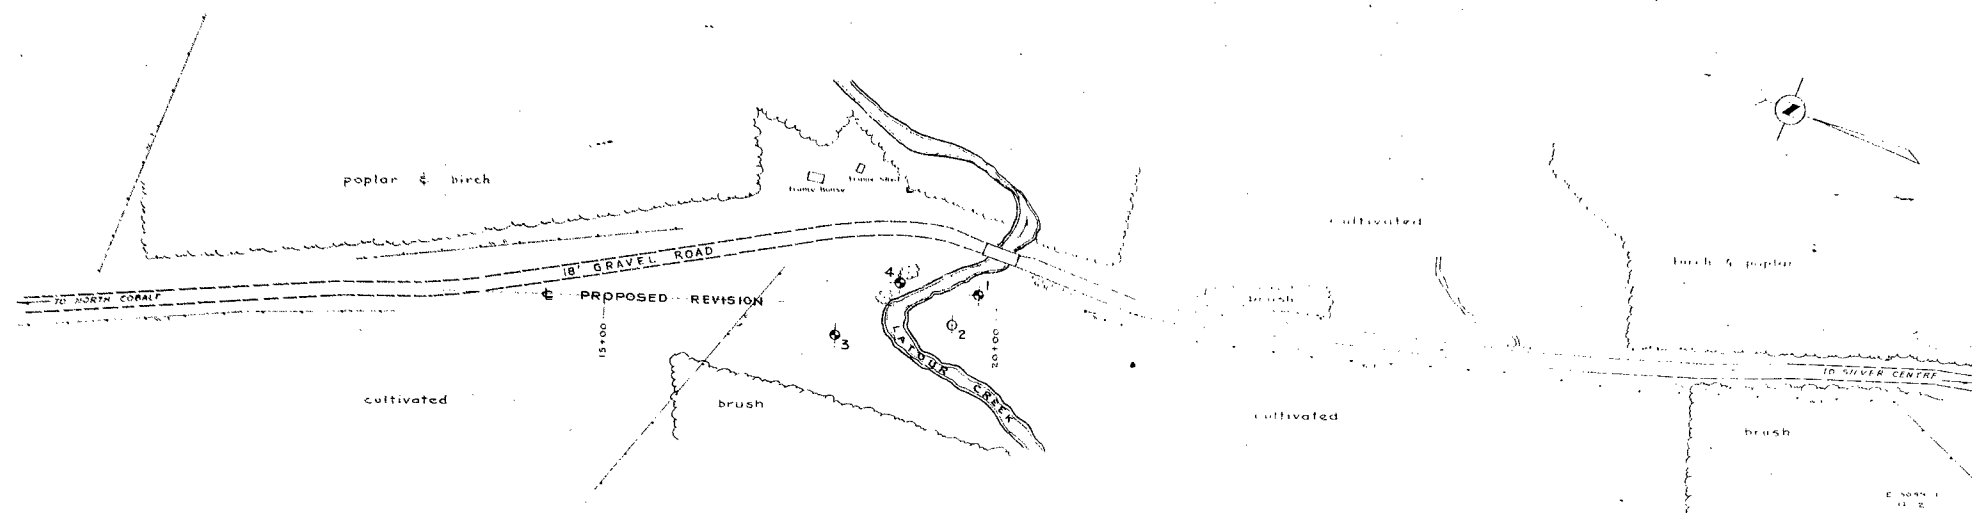 poplar & birch
frame house
frame shed
cultivated
birch & poplar
18' GRAVEL ROAD
TO NORTH COBALT
℄ PROPOSED REVISION
4
1
brush
2
3
15+00
20+00
LATOUR CREEK
TO SILVER CENTRE
cultivated
brush
cultivated
brush